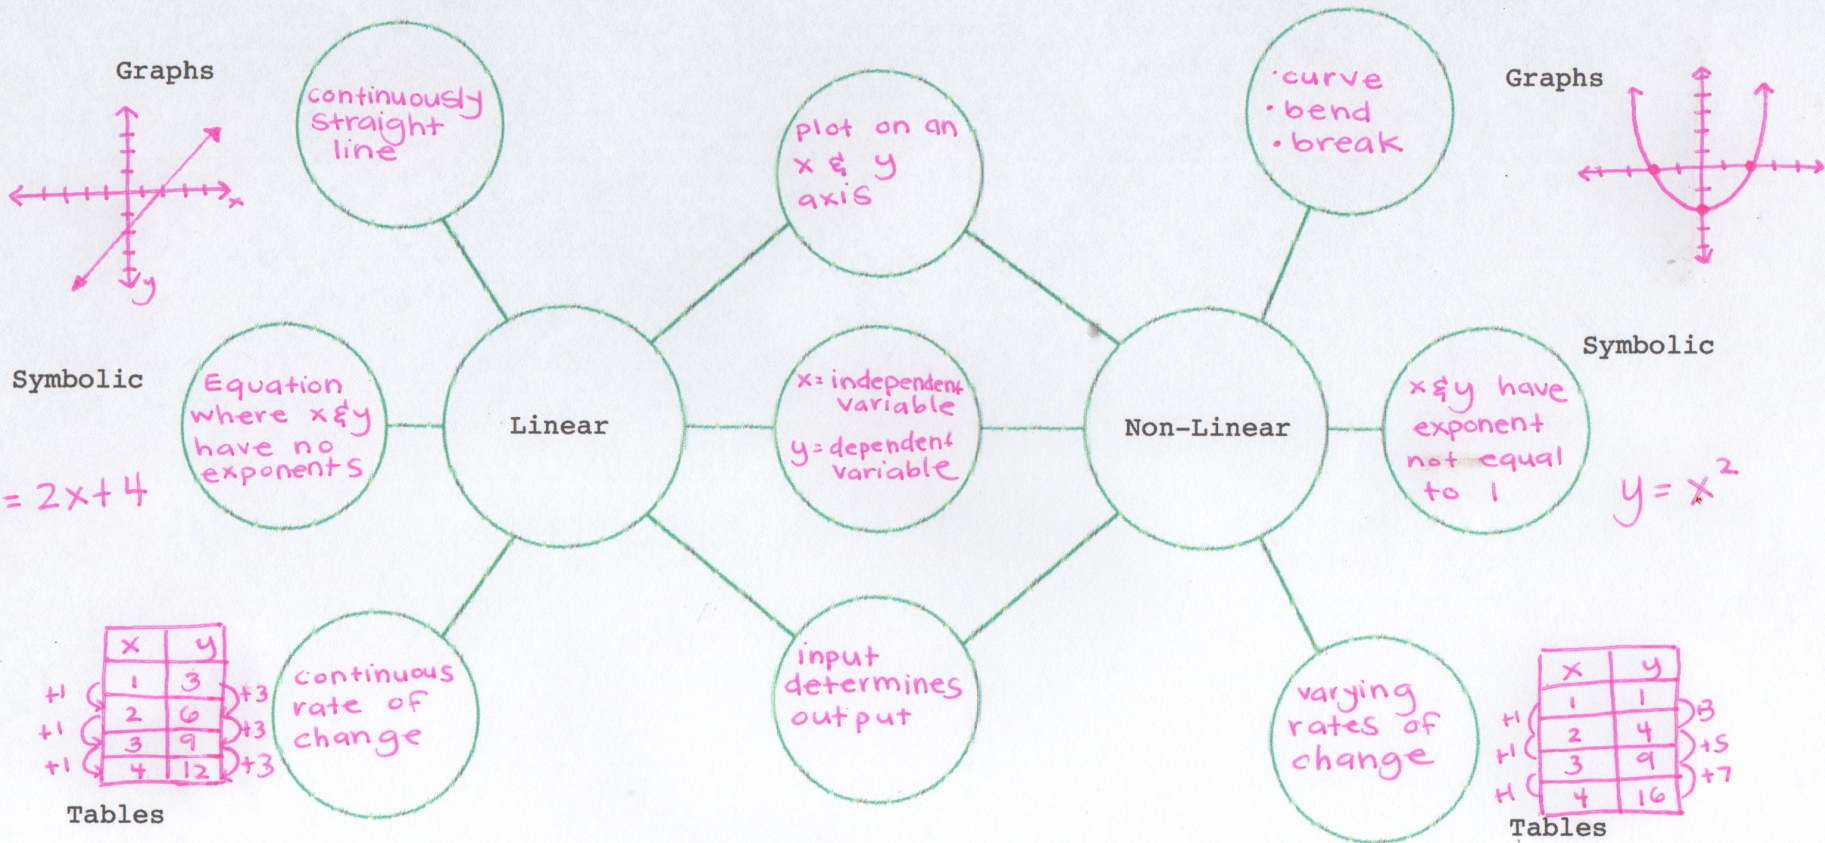 Graphs
x
y
continuously
straight
line
plot on an
x & y
axis
• curve
• bend
• break
Graphs
Symbolic
Equation
where x & y
have no
exponents
= 2x + 4
Linear
x = independent
variable
y = dependent
variable
Non-Linear
x & y have
exponent
not equal
to 1
Symbolic
y = x²
x y
1 3
2 6
3 9
4 12
+1 +3
+1 +3
+1 +3
Tables
continuous
rate of
change
input
determines
output
varying
rates of
change
x y
1 1
2 4
3 9
4 16
+1 +3
+1 +5
+1 +7
Tables